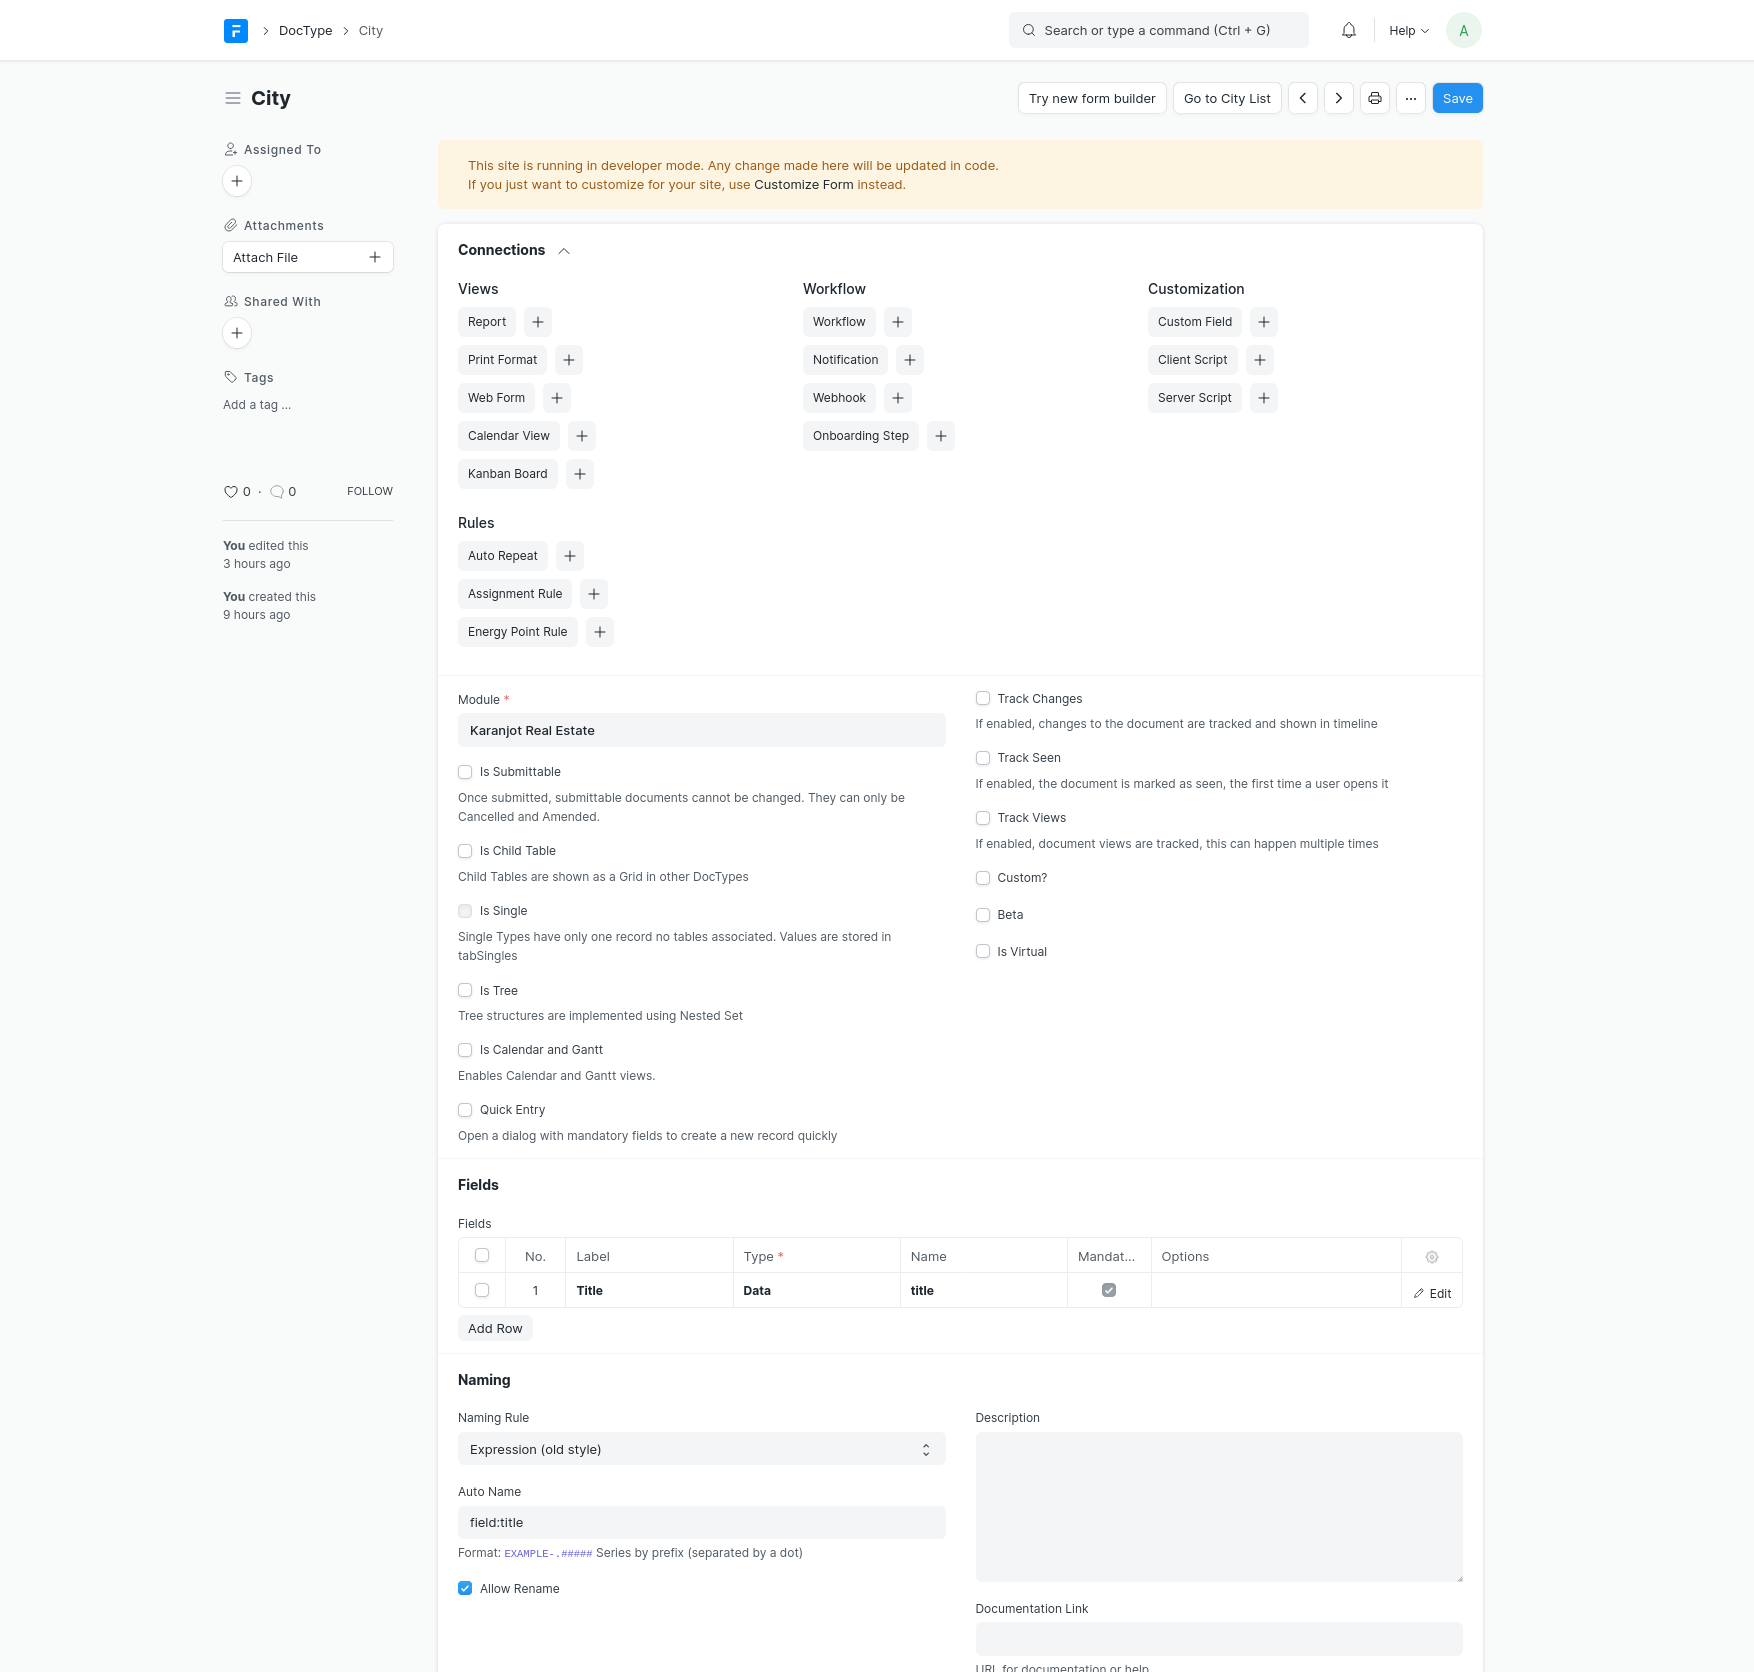 DocType
City
Search or type a command (Ctrl + G)
Help
A
City
Try new form builder
Go to City List
...
Save
Assigned To
Attachments
Attach File
Shared With
Tags
Add a tag ...
0 · 0
FOLLOW
You edited this
3 hours ago
You created this
9 hours ago
This site is running in developer mode. Any change made here will be updated in code.
If you just want to customize for your site, use Customize Form instead.
Connections
Views
Report
Print Format
Web Form
Calendar View
Kanban Board
Workflow
Workflow
Notification
Webhook
Onboarding Step
Customization
Custom Field
Client Script
Server Script
Rules
Auto Repeat
Assignment Rule
Energy Point Rule
Module *
Karanjot Real Estate
Is Submittable
Once submitted, submittable documents cannot be changed. They can only be
Cancelled and Amended.
Is Child Table
Child Tables are shown as a Grid in other DocTypes
Is Single
Single Types have only one record no tables associated. Values are stored in
tabSingles
Is Tree
Tree structures are implemented using Nested Set
Is Calendar and Gantt
Enables Calendar and Gantt views.
Quick Entry
Open a dialog with mandatory fields to create a new record quickly
Track Changes
If enabled, changes to the document are tracked and shown in timeline
Track Seen
If enabled, the document is marked as seen, the first time a user opens it
Track Views
If enabled, document views are tracked, this can happen multiple times
Custom?
Beta
Is Virtual
Fields
Fields
No. Label Type * Name Mandat... Options
1 Title Data title Edit
Add Row
Naming
Naming Rule
Expression (old style)
Auto Name
field:title
Format: EXAMPLE-.##### Series by prefix (separated by a dot)
Allow Rename
Description
Documentation Link
URL for documentation or help